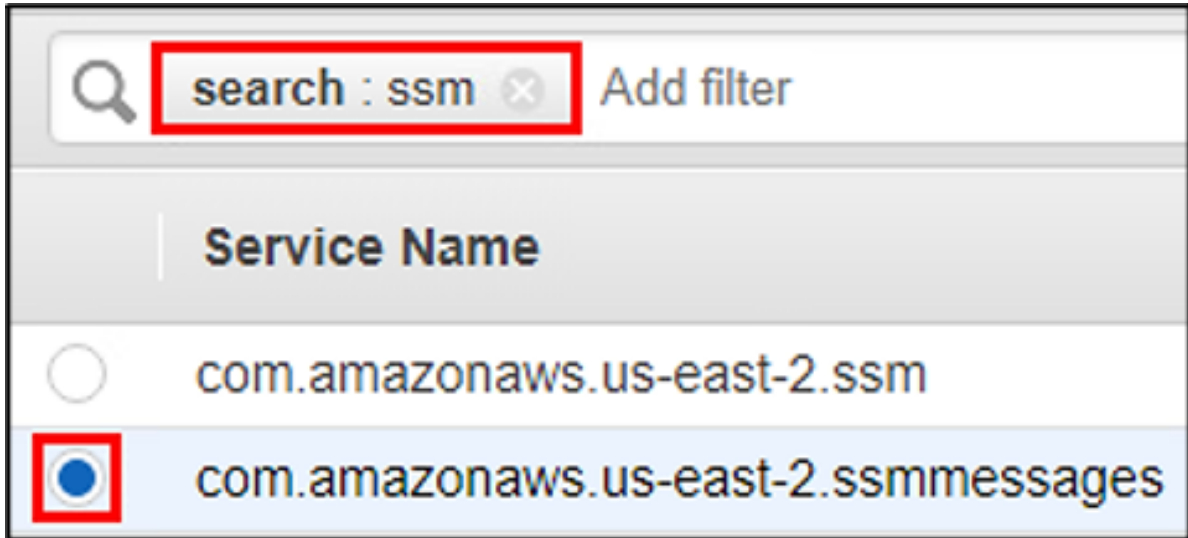 search : ssm Add filter
Service Name
com.amazonaws.us-east-2.ssm
com.amazonaws.us-east-2.ssmmessages